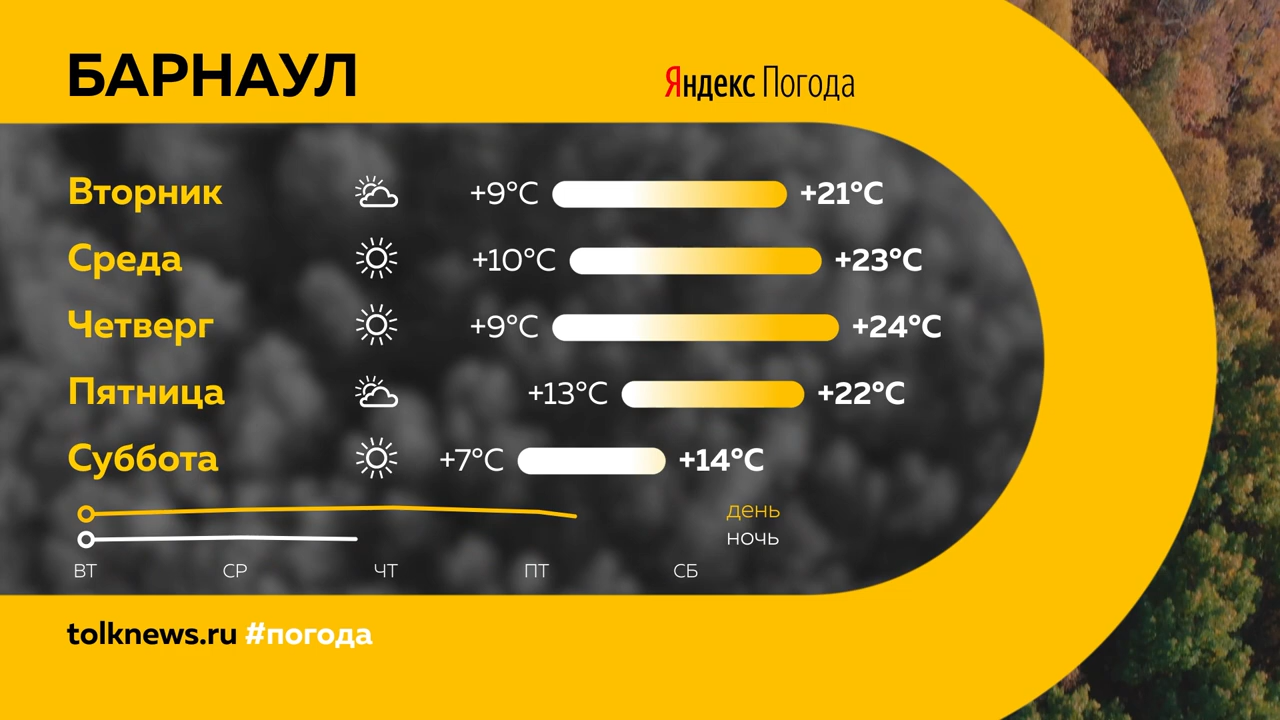 БАРНАУЛ
Яндекс Погода
Вторник +9°C +21°C
Среда +10°C +23°C
Четверг +9°C +24°C
Пятница +13°C +22°C
Суббота +7°C +14°C
день
ночь
ВТ СР ЧТ ПТ СБ
tolknews.ru #погода